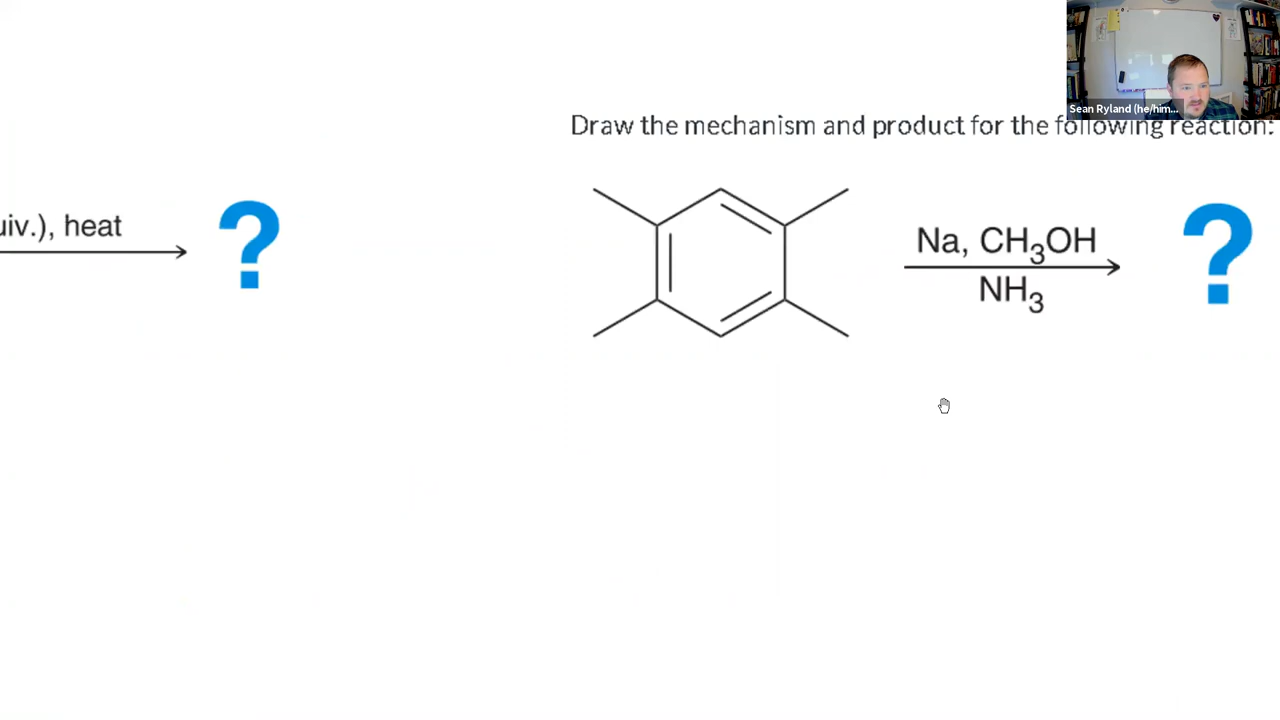 Sean Ryland (he/him...
Draw the mechanism and product for the following reaction:
uiv.), heat
?
Na, CH3OH
NH3
?